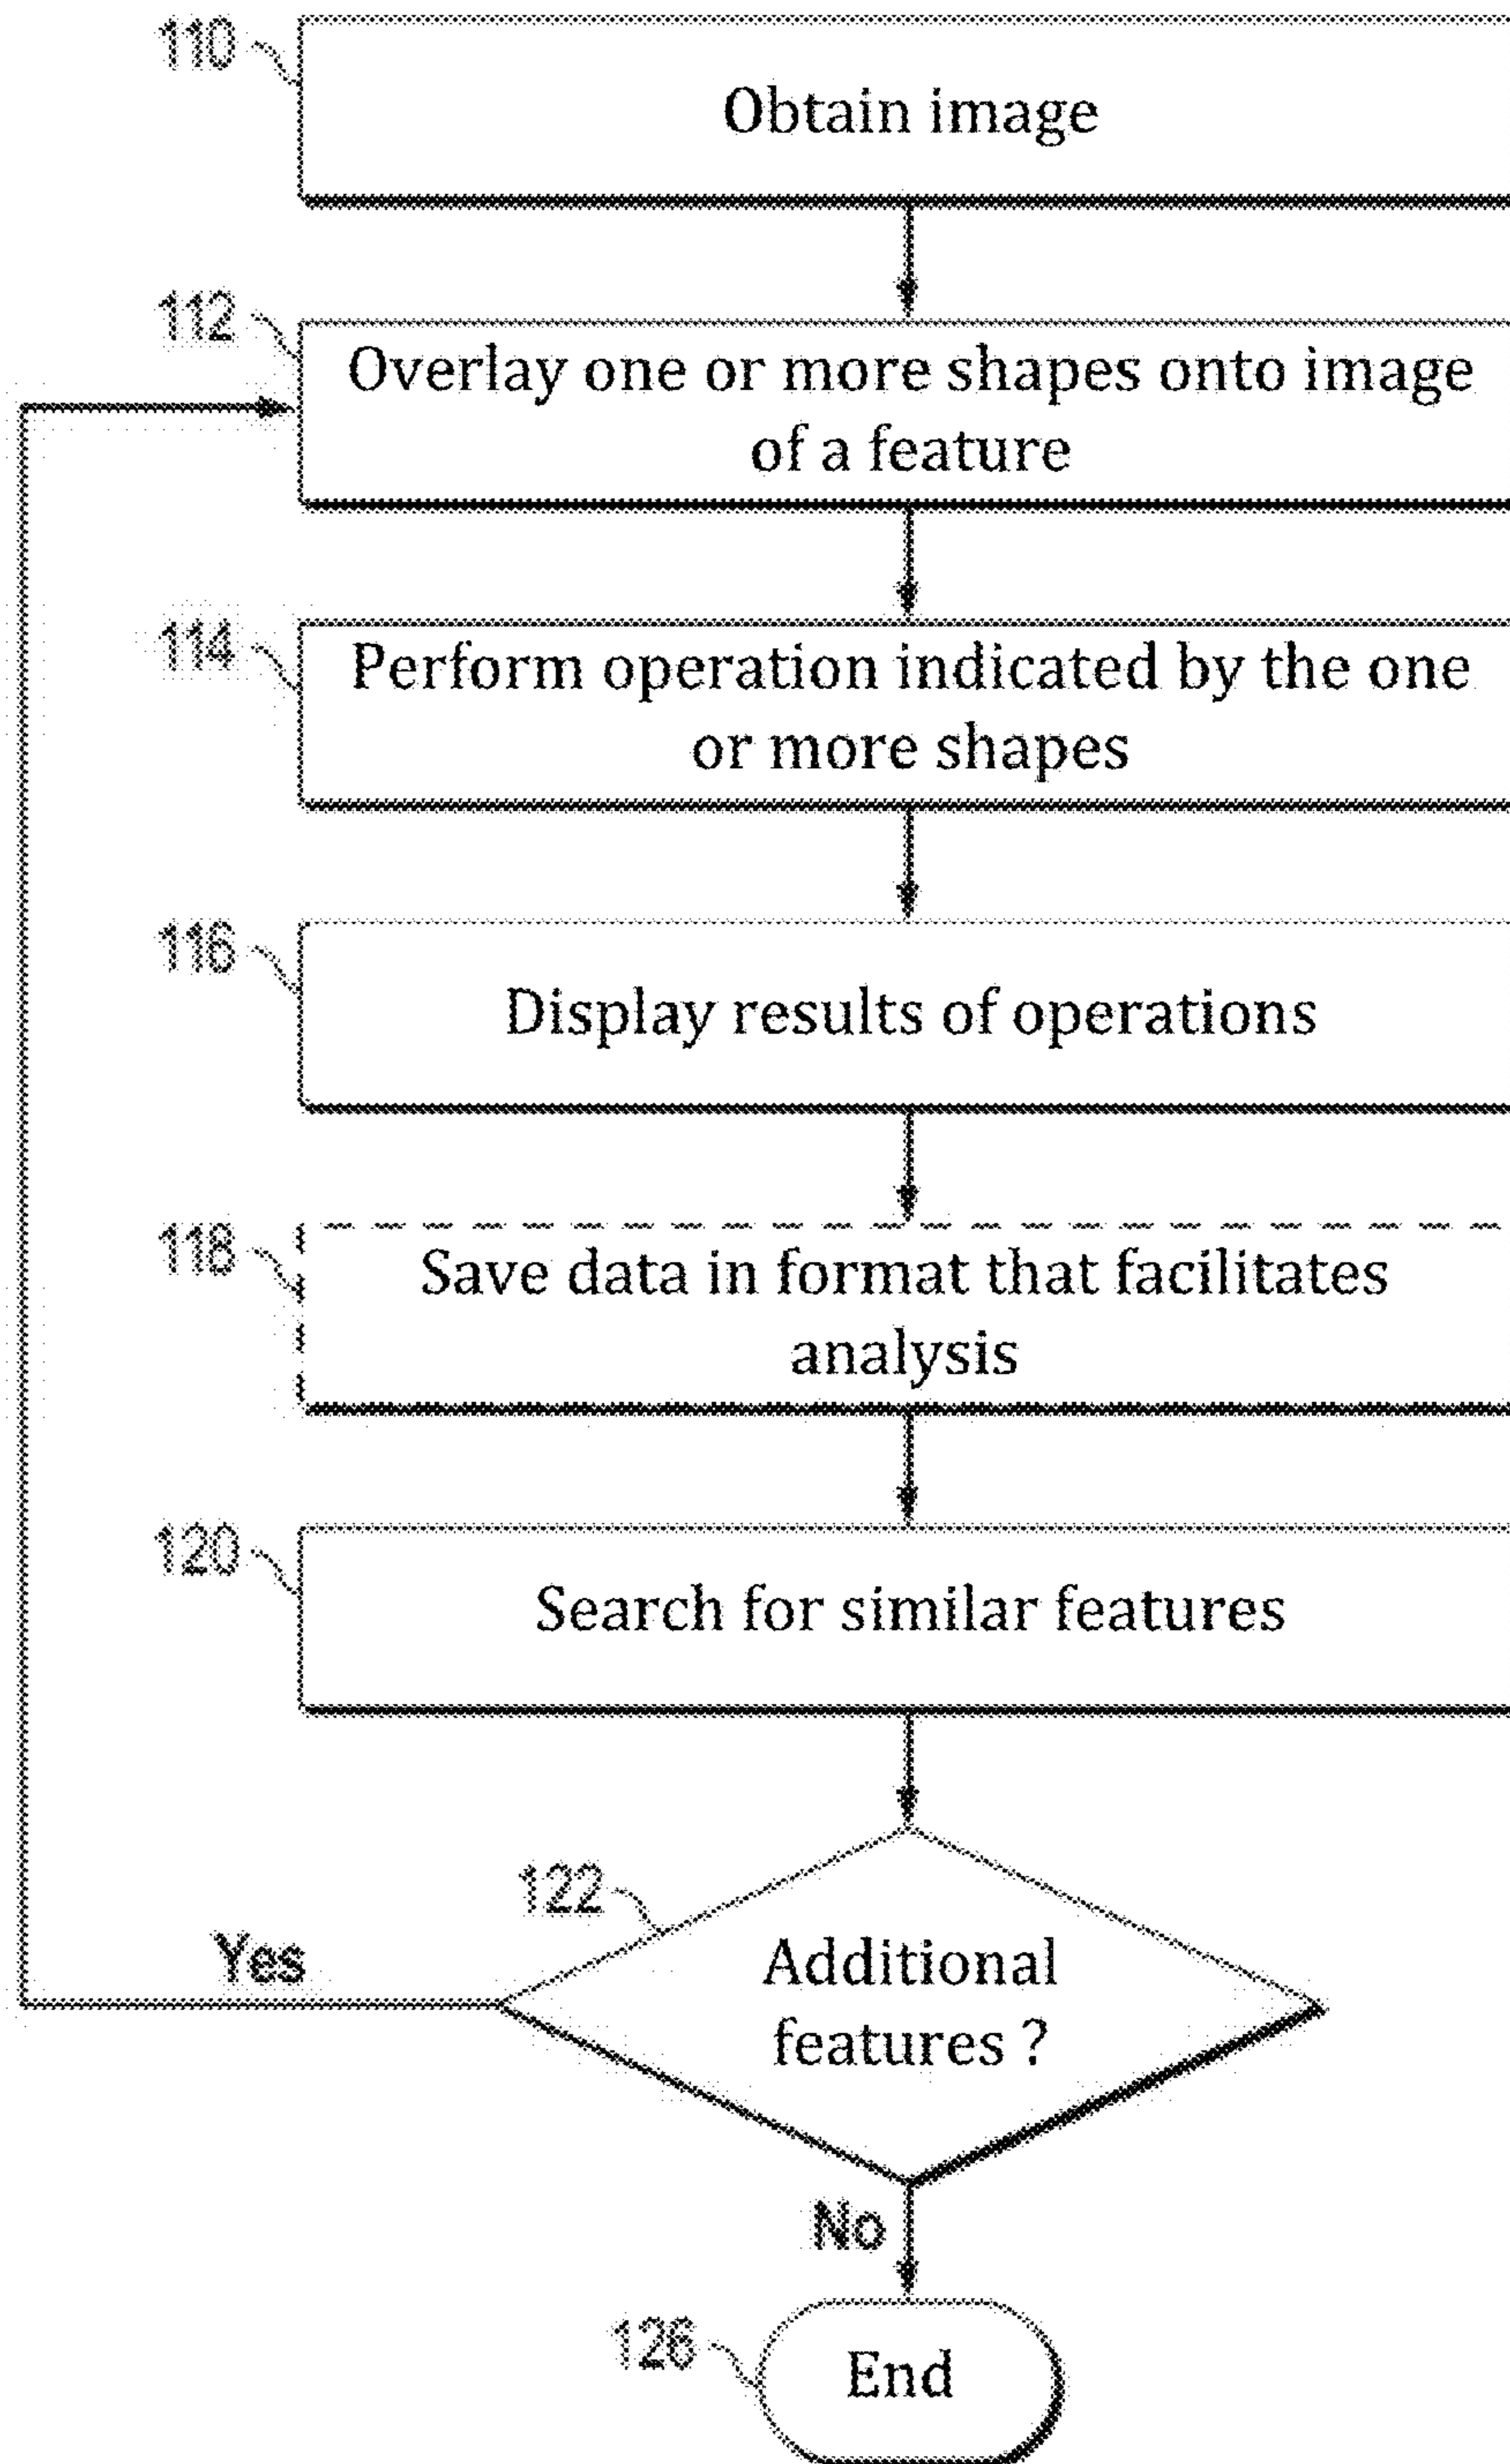 110
Obtain image
112
Overlay one or more shapes onto image
of a feature
114
Perform operation indicated by the one
or more shapes
116
Display results of operations
118
Save data in format that facilitates
analysis
120
Search for similar features
122
Additional
features ?
Yes
No
126
End